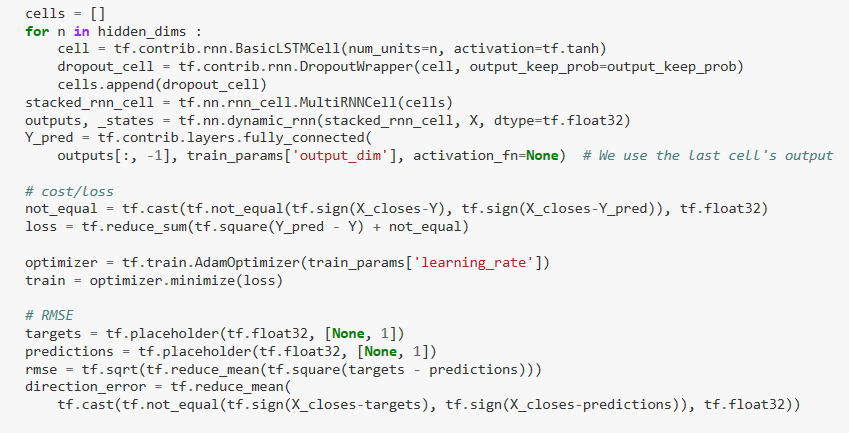 cells = []
for n in hidden_dims :
    cell = tf.contrib.rnn.BasicLSTMCell(num_units=n, activation=tf.tanh)
    dropout_cell = tf.contrib.rnn.DropoutWrapper(cell, output_keep_prob=output_keep_prob)
    cells.append(dropout_cell)
stacked_rnn_cell = tf.nn.rnn_cell.MultiRNNCell(cells)
outputs, _states = tf.nn.dynamic_rnn(stacked_rnn_cell, X, dtype=tf.float32)
Y_pred = tf.contrib.layers.fully_connected(
    outputs[:, -1], train_params['output_dim'], activation_fn=None)  # We use the last cell's output

# cost/loss
not_equal = tf.cast(tf.not_equal(tf.sign(X_closes-Y), tf.sign(X_closes-Y_pred)), tf.float32)
loss = tf.reduce_sum(tf.square(Y_pred - Y) + not_equal)

optimizer = tf.train.AdamOptimizer(train_params['learning_rate'])
train = optimizer.minimize(loss)

# RMSE
targets = tf.placeholder(tf.float32, [None, 1])
predictions = tf.placeholder(tf.float32, [None, 1])
rmse = tf.sqrt(tf.reduce_mean(tf.square(targets - predictions)))
direction_error = tf.reduce_mean(
    tf.cast(tf.not_equal(tf.sign(X_closes-targets), tf.sign(X_closes-predictions)), tf.float32))